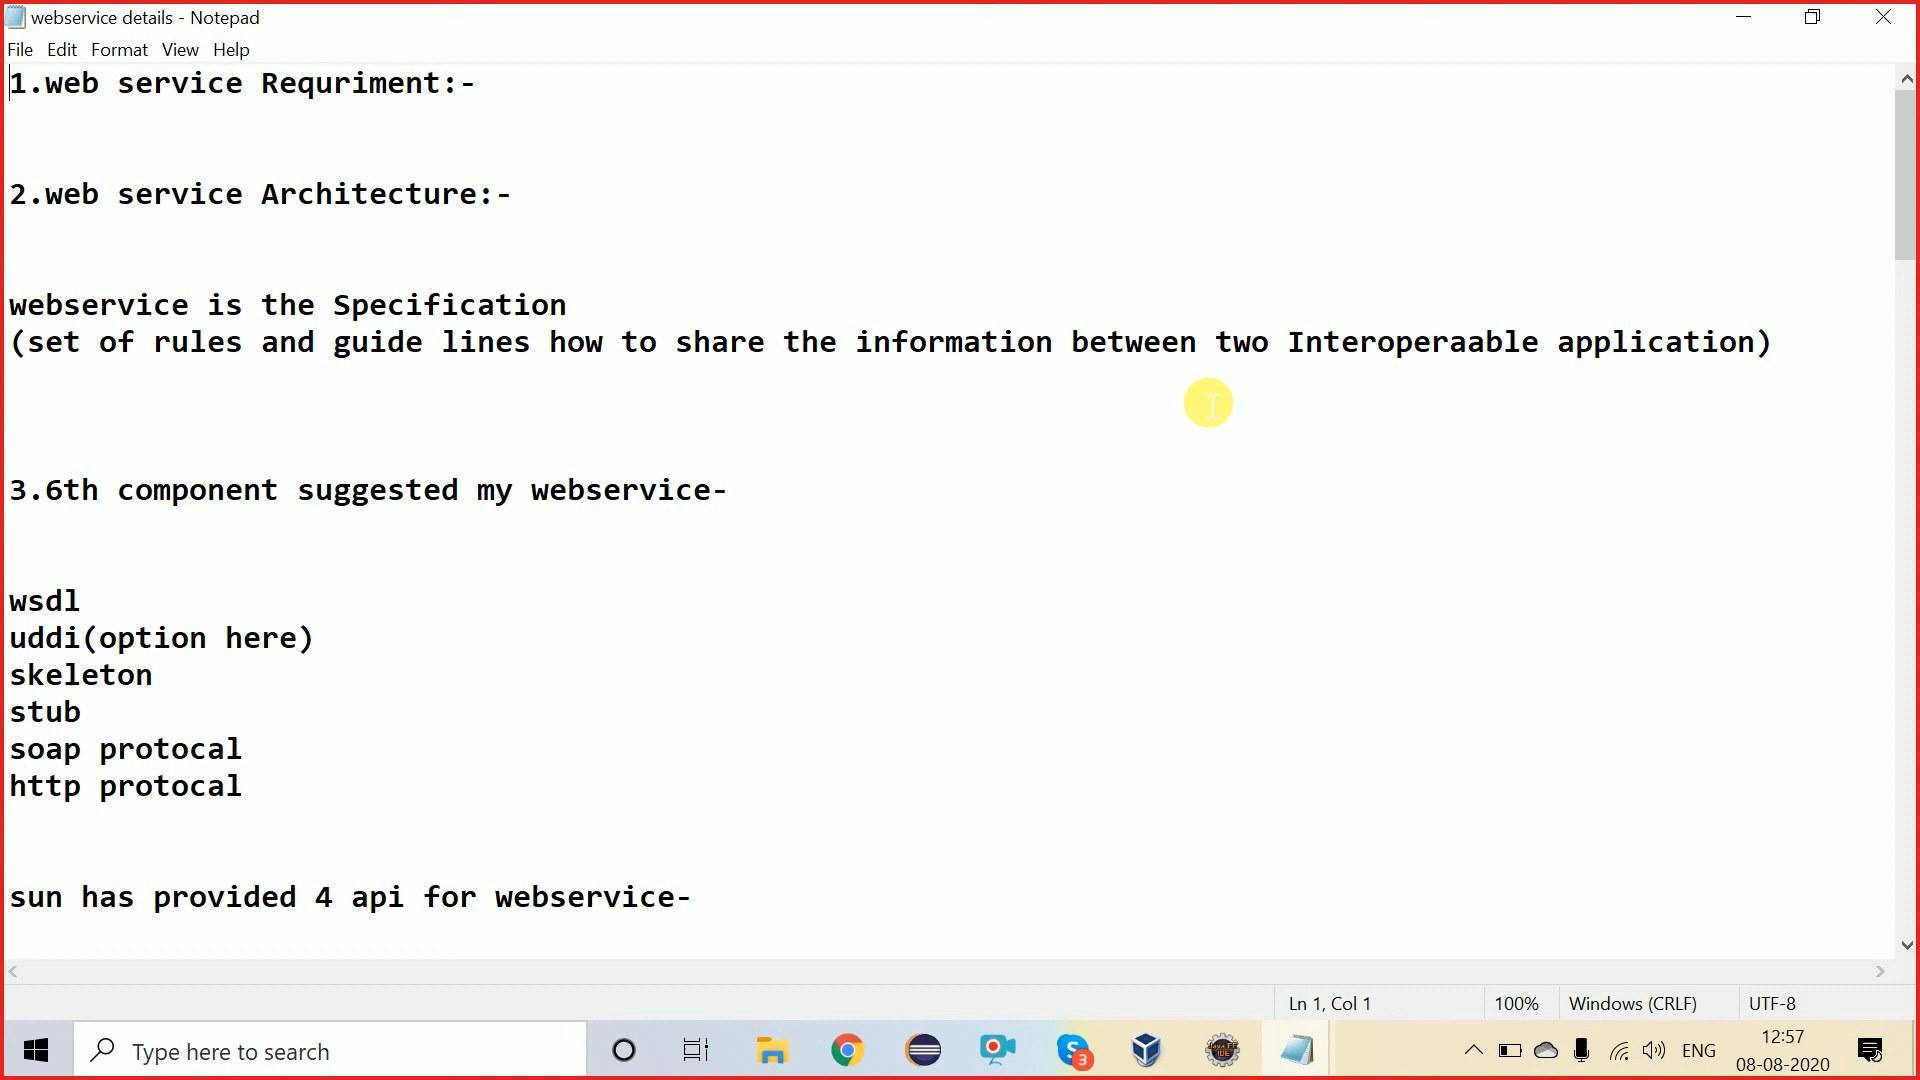 webservice details - Notepad
File Edit Format View Help
1.web service Requriment:-
2.web service Architecture:-
webservice is the Specification
(set of rules and guide lines how to share the information between two Interoperaable application)
3.6th component suggested my webservice-
wsdl
uddi(option here)
skeleton
stub
soap protocal
http protocal
sun has provided 4 api for webservice-
Ln 1, Col 1 100% Windows (CRLF) UTF-8
Type here to search
3
Java EE
IDE
ENG
12:57
08-08-2020